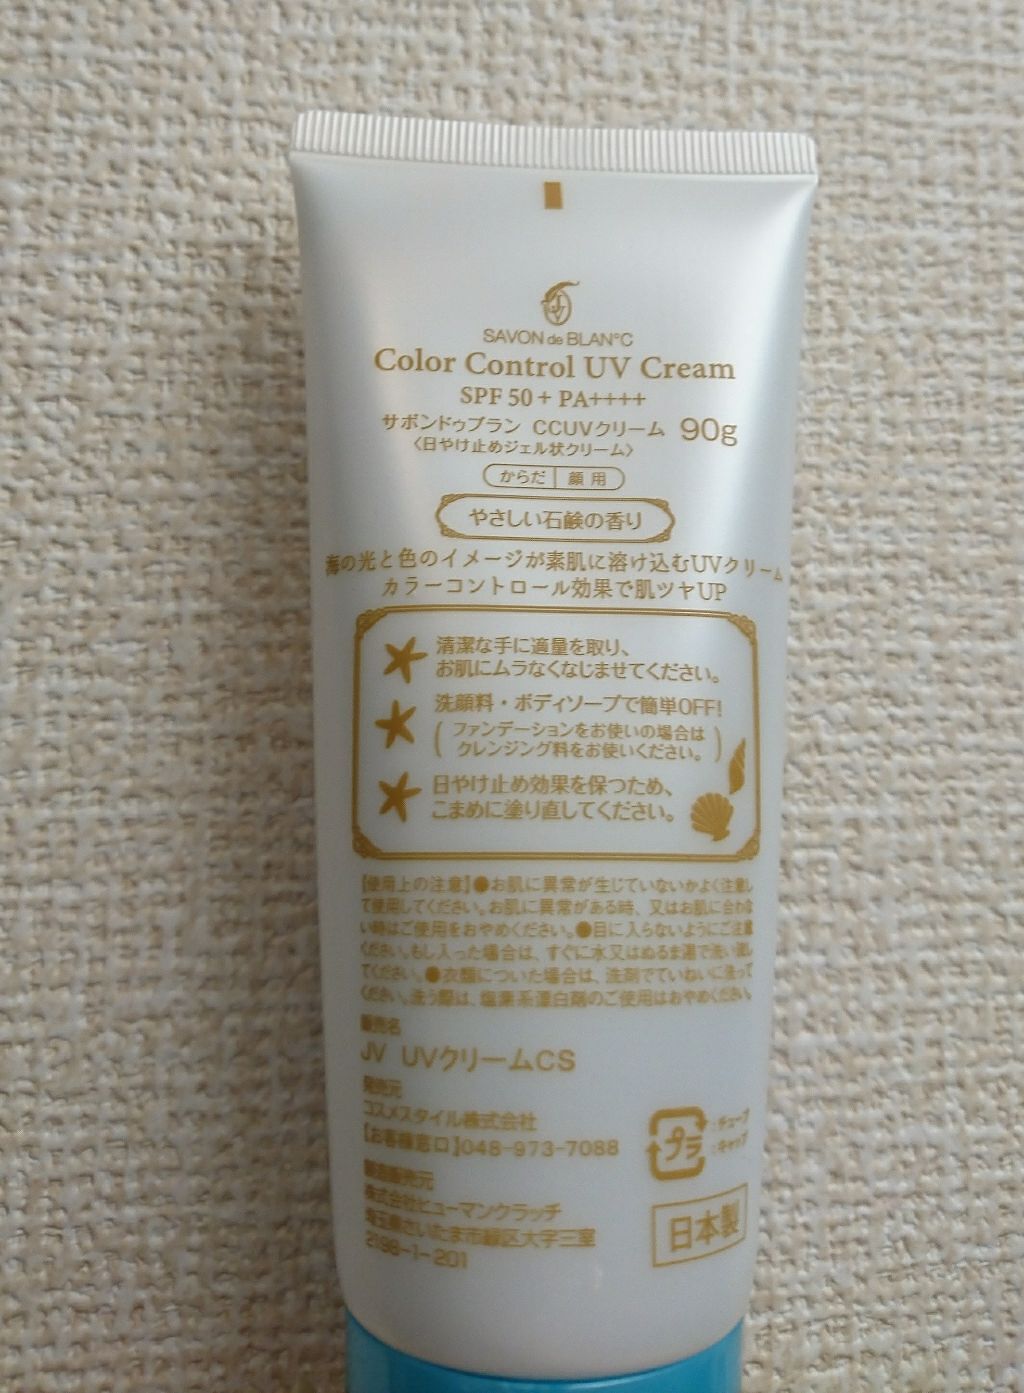 SAVON de BLAN°C
Color Control UV Cream
SPF 50 + PA++++
サボンドゥブラン CCUVクリーム 90g
〈日やけ止めジェル状クリーム〉
からだ 顔用
やさしい石鹸の香り
海の光と色のイメージが素肌に溶け込むUVクリーム
カラーコントロール効果で肌ツヤUP
清潔な手に適量を取り、
お肌にムラなくなじませてください。
洗顔料・ボディソープで簡単OFF!
(ファンデーションをお使いの場合は
クレンジング料をお使いください。)
日やけ止め効果を保つため、
こまめに塗り直してください。
【使用上の注意】●お肌に異常が生じていないかよく注意し
て使用してください。お肌に異常がある時、又はお肌に合わな
い時はご使用をおやめください。●目に入らないようにご注意
ください。もし入った場合は、すぐに水又はぬるま湯で洗い流し
てください。●衣類についた場合は、洗剤でていねいに洗って
ください。洗う際は、塩素系漂白剤のご使用はおやめください。
販売名
JV UVクリームCS
発売元
コスメスタイル株式会社
【お客様窓口】048-973-7088
製造販売元
株式会社ヒューマンクラッチ
埼玉県さいたま市緑区大字三室
2198-1-201
プラ
:チューブ
:キャップ
日本製